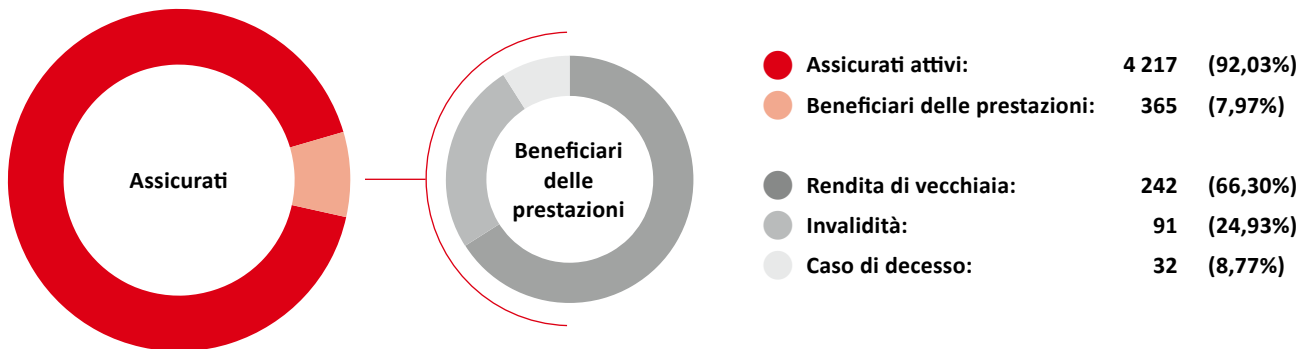 Assicurati
Beneficiari
delle
prestazioni
Assicurati attivi: 4 217 (92,03%)
Beneficiari delle prestazioni: 365 (7,97%)
Rendita di vecchiaia: 242 (66,30%)
Invalidità: 91 (24,93%)
Caso di decesso: 32 (8,77%)